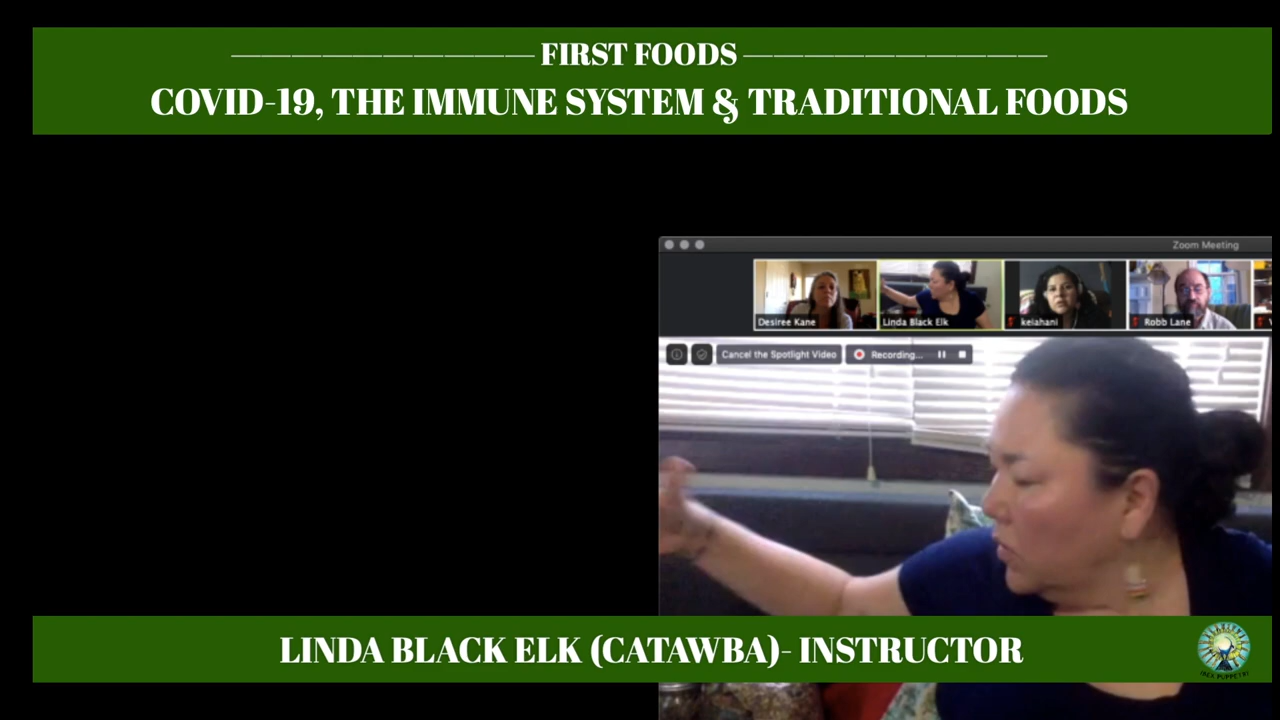 FIRST FOODS
COVID-19, THE IMMUNE SYSTEM & TRADITIONAL FOODS
Zoom Meeting
Desiree Kane
Linda Black Elk
keiahani
Robb Lane
Cancel the Spotlight Video
Recording...
LINDA BLACK ELK (CATAWBA)- INSTRUCTOR